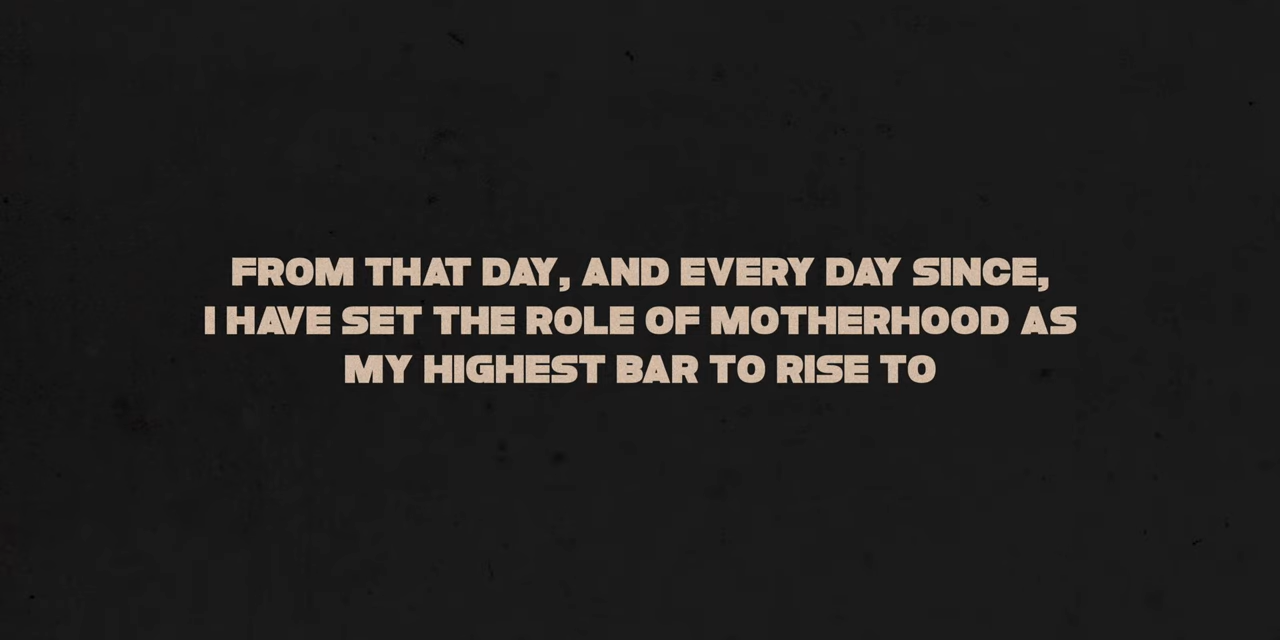 FROM THAT DAY, AND EVERY DAY SINCE,
I HAVE SET THE ROLE OF MOTHERHOOD AS
MY HIGHEST BAR TO RISE TO